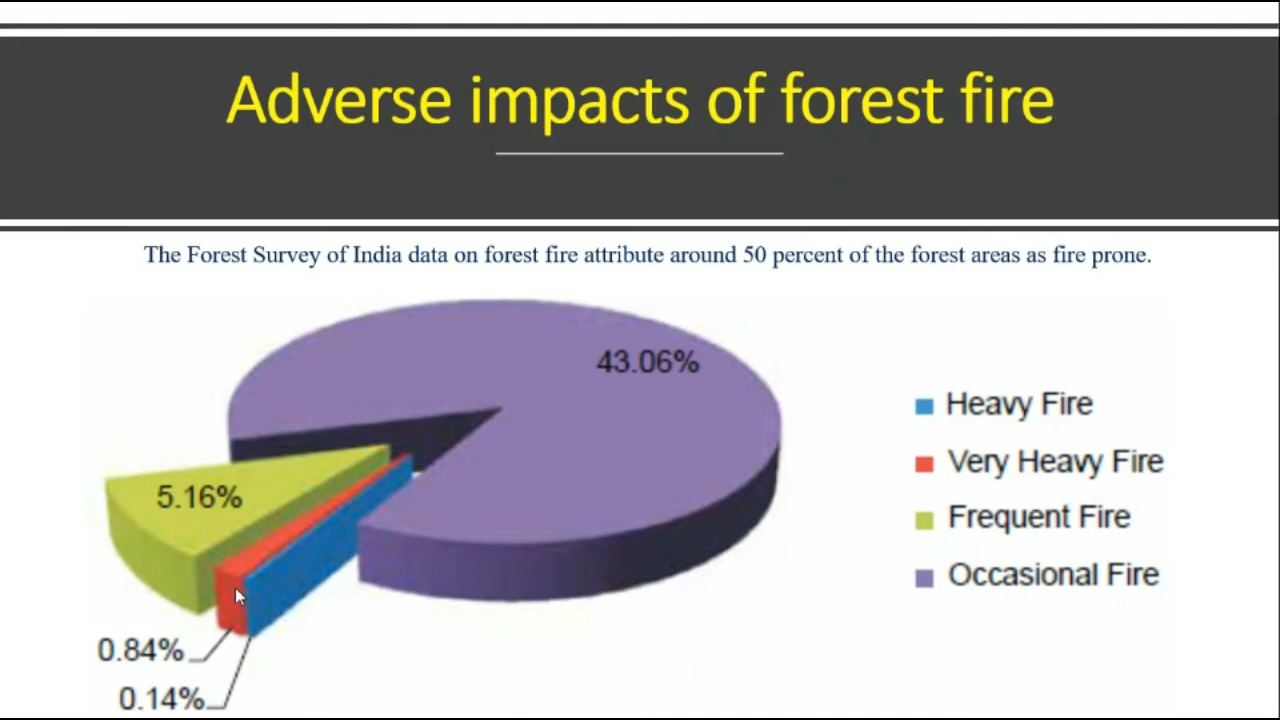 Adverse impacts of forest fire
The Forest Survey of India data on forest fire attribute around 50 percent of the forest areas as fire prone.
43.06%
Heavy Fire
Very Heavy Fire
5.16%
Frequent Fire
Occasional Fire
0.84%
0.14%